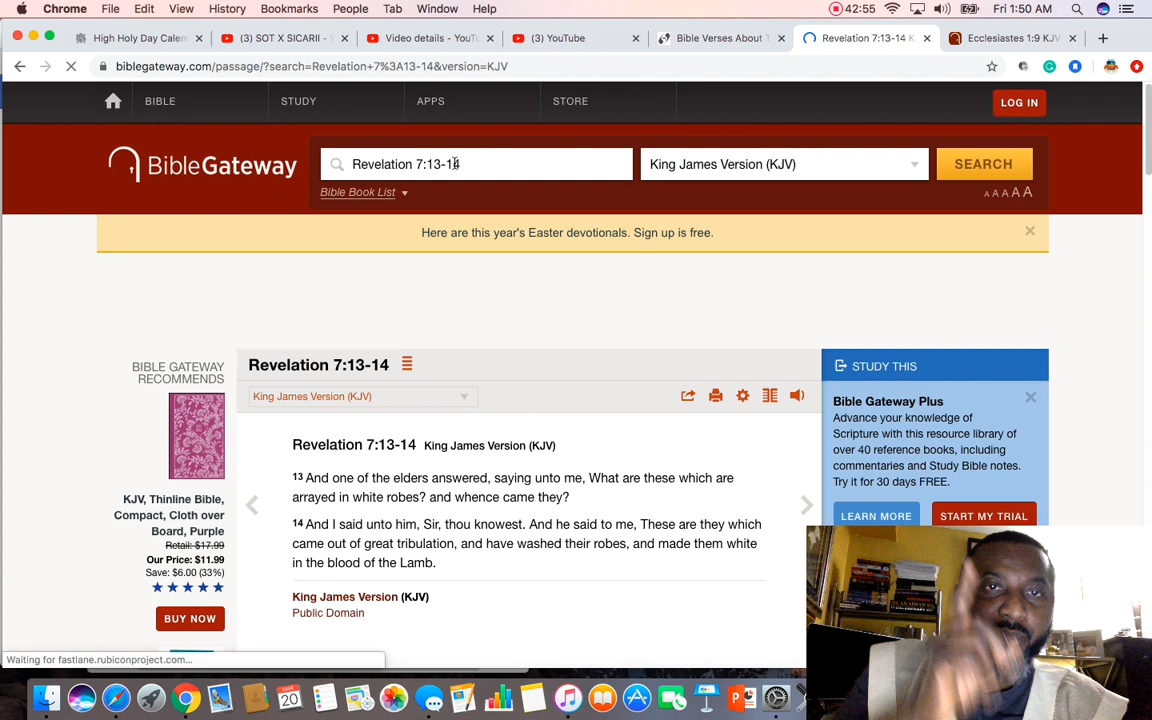 Chrome File Edit View History Bookmarks People Tab Window Help 42:55 Fri 1:50 AM
High Holy Day Calen (3) SOT X SICARII - Video details - YouTu (3) YouTube Bible Verses About T Revelation 7:13-14 K Ecclesiastes 1:9 KJV
biblegateway.com/passage/?search=Revelation+7%3A13-14&version=KJV
BIBLE STUDY APPS STORE LOG IN
BibleGateway Revelation 7:13-14 King James Version (KJV) SEARCH
Bible Book List A A A A A
Here are this year's Easter devotionals. Sign up is free.
BIBLE GATEWAY
RECOMMENDS
KJV, Thinline Bible,
Compact, Cloth over
Board, Purple
Retail: $17.99
Our Price: $11.99
Save: $6.00 (33%)
BUY NOW
Revelation 7:13-14
King James Version (KJV)
Revelation 7:13-14 King James Version (KJV)
13 And one of the elders answered, saying unto me, What are these which are
arrayed in white robes? and whence came they?
14 And I said unto him, Sir, thou knowest. And he said to me, These are they which
came out of great tribulation, and have washed their robes, and made them white
in the blood of the Lamb.
King James Version (KJV)
Public Domain
STUDY THIS
Bible Gateway Plus
Advance your knowledge of
Scripture with this resource library of
over 40 reference books, including
commentaries and Study Bible notes.
Try it for 30 days FREE.
LEARN MORE START MY TRIAL
Waiting for fastlane.rubiconproject.com...
MAR
20